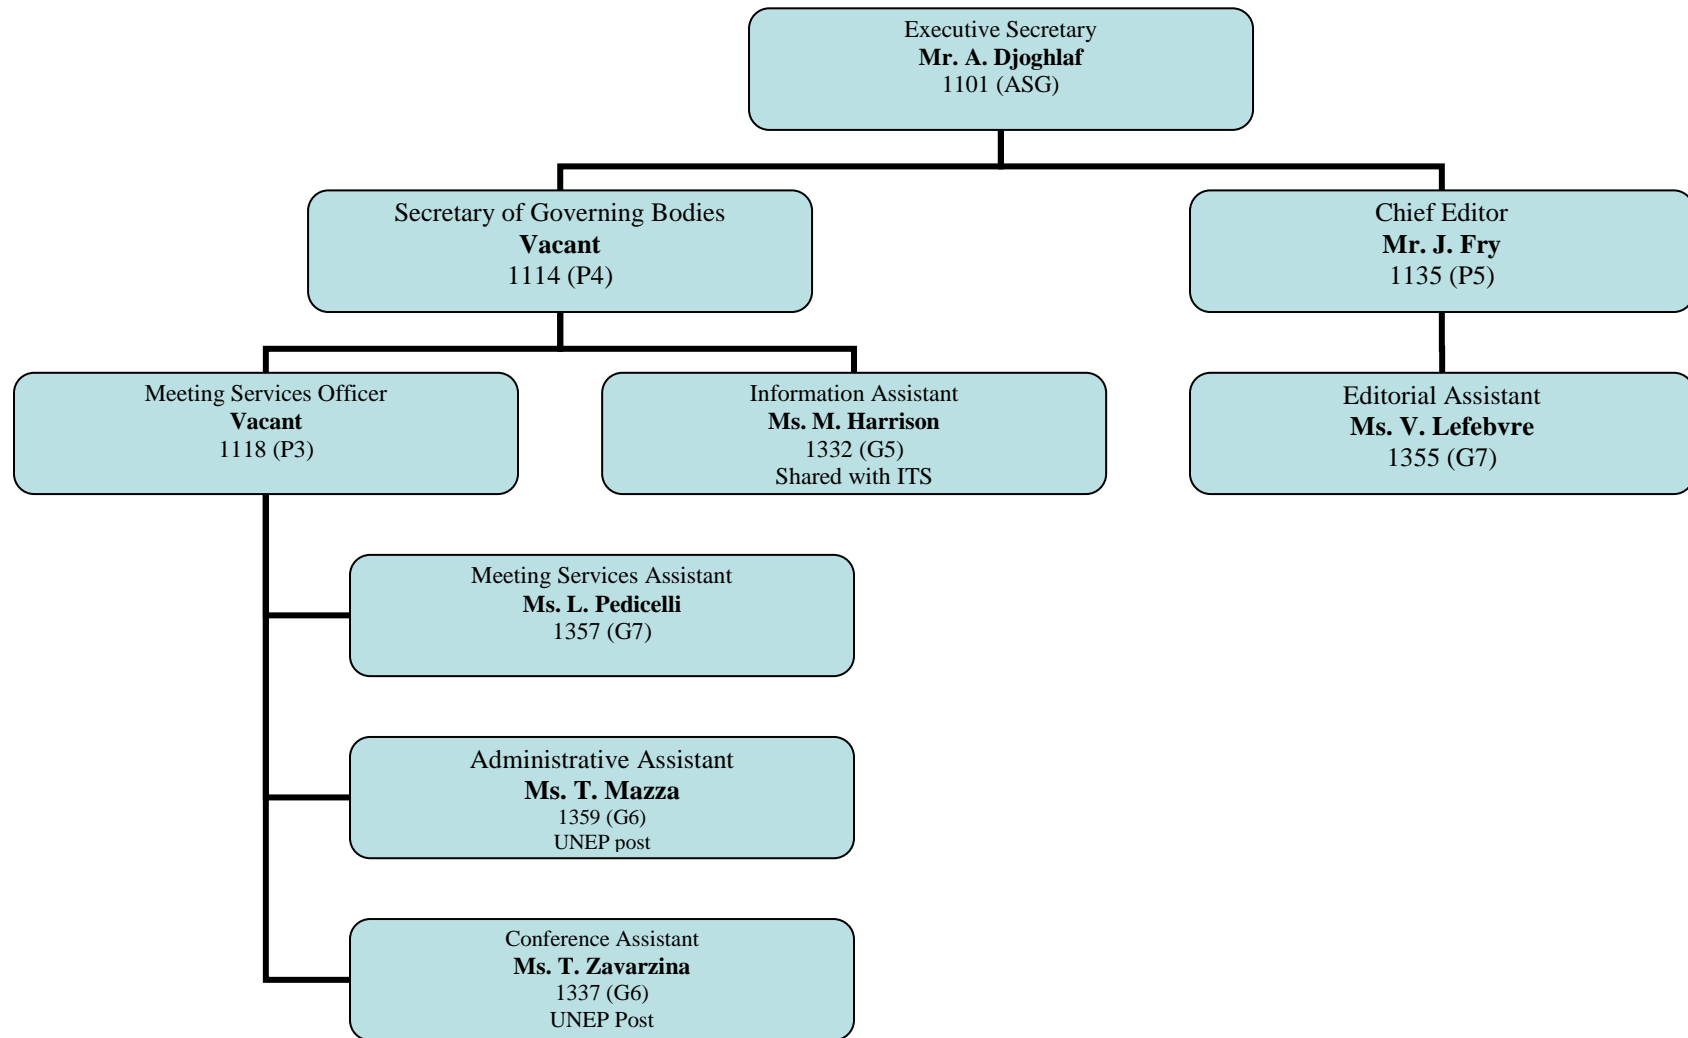 Executive Secretary
Mr. A. Djoghlaf
1101 (ASG)
Secretary of Governing Bodies
Vacant
1114 (P4)
Chief Editor
Mr. J. Fry
1135 (P5)
Meeting Services Officer
Vacant
1118 (P3)
Information Assistant
Ms. M. Harrison
1332 (G5)
Shared with ITS
Editorial Assistant
Ms. V. Lefebvre
1355 (G7)
Meeting Services Assistant
Ms. L. Pedicelli
1357 (G7)
Administrative Assistant
Ms. T. Mazza
1359 (G6)
UNEP post
Conference Assistant
Ms. T. Zavarzina
1337 (G6)
UNEP Post